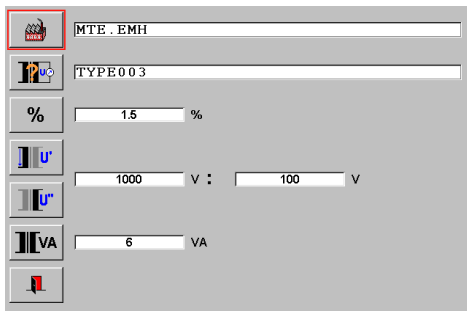 MTE.EMH
U TYPE003
% 1.5 %
U'
1000 V : 100 V
U"
VA 6 VA